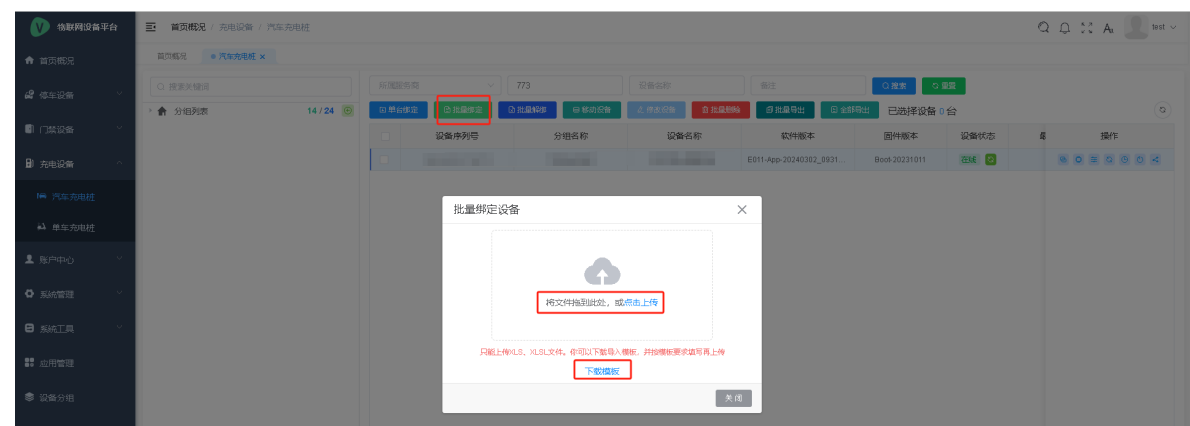 物联网设备平台
首页概况 / 充电设备 / 汽车充电桩
test
首页概况
汽车充电桩 ×
首页概况
停车设备
门禁设备
充电设备
汽车充电桩
单车充电桩
账户中心
系统管理
系统工具
应用管理
设备分组
搜索关键词
分组列表 14 / 24
所属服务商 773 设备名称 备注 搜索 重置
单台绑定 批量绑定 批量解绑 移动设备 修改设备 批量删除 批量导出 全部导出 已选择设备 0 台
设备序列号 分组名称 设备名称 软件版本 固件版本 设备状态 操作
E011-App-20240302_0931... Boot-20231011 在线
批量绑定设备
将文件拖到此处，或点击上传
只能上传XLS、XLSL文件。你可以下载导入模板，并按模板要求填写再上传
下载模板
关闭